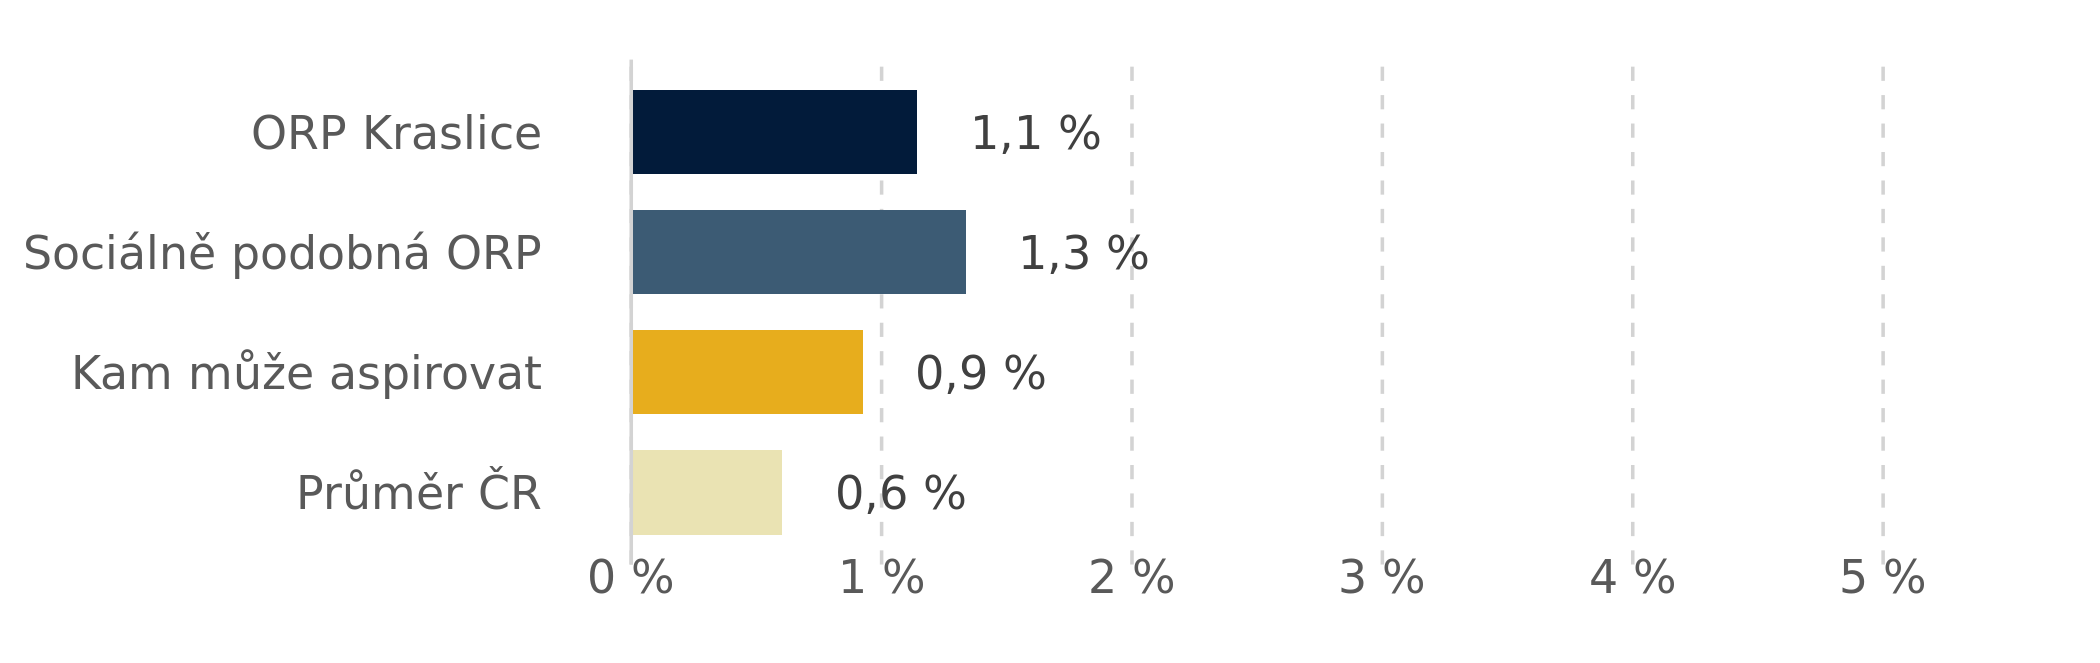 ORP Kraslice 1,1 %
Sociálně podobná ORP 1,3 %
Kam může aspirovat 0,9 %
Průměr ČR 0,6 %
0 % 1 % 2 % 3 % 4 % 5 %